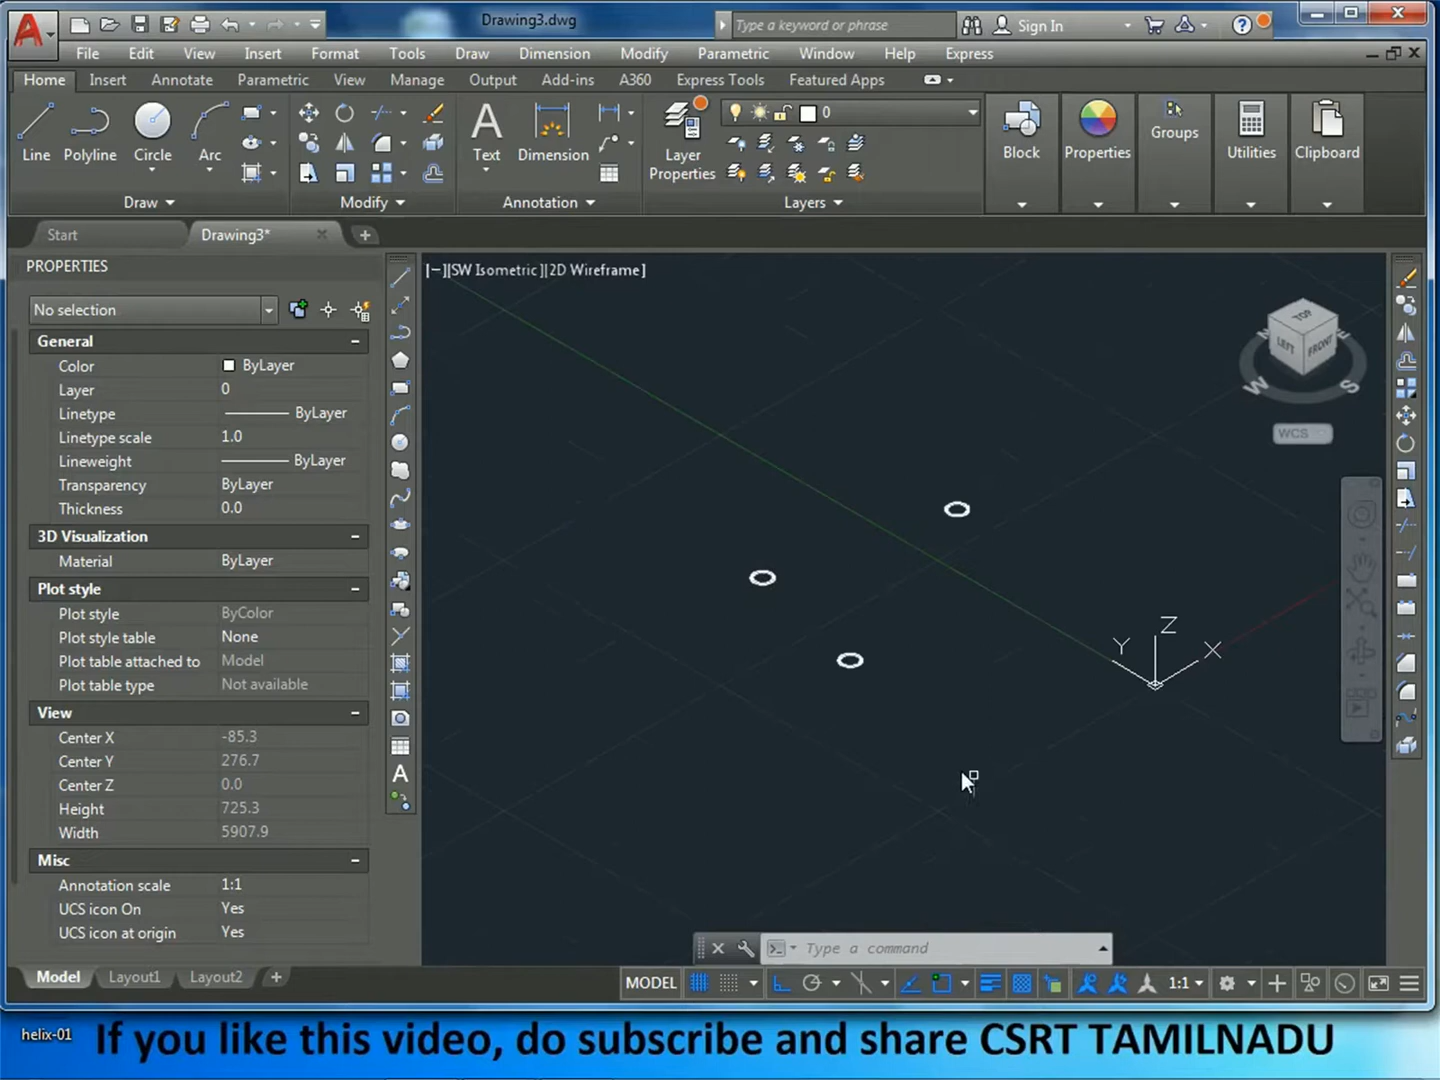 Drawing3.dwg
Type a keyword or phrase
Sign In
File Edit View Insert Format Tools Draw Dimension Modify Parametric Window Help Express
Home Insert Annotate Parametric View Manage Output Add-ins A360 Express Tools Featured Apps
0
Line Polyline Circle Arc
Text Dimension
Layer
Properties
Block Properties Groups Utilities Clipboard
Draw Modify Annotation Layers
Start Drawing3*
PROPERTIES
[−][SW Isometric][2D Wireframe]
No selection
General
Color ByLayer
Layer 0
Linetype ByLayer
Linetype scale 1.0
Lineweight ByLayer
Transparency ByLayer
Thickness 0.0
3D Visualization
Material ByLayer
Plot style
Plot style ByColor
Plot style table None
Plot table attached to Model
Plot table type Not available
View
Center X -85.3
Center Y 276.7
Center Z 0.0
Height 725.3
Width 5907.9
Misc
Annotation scale 1:1
UCS icon On Yes
UCS icon at origin Yes
TOP
LEFT FRONT
N E
W S
WCS
Z
Y X
Type a command
Model Layout1 Layout2
MODEL 1:1
helix-01 If you like this video, do subscribe and share CSRT TAMILNADU